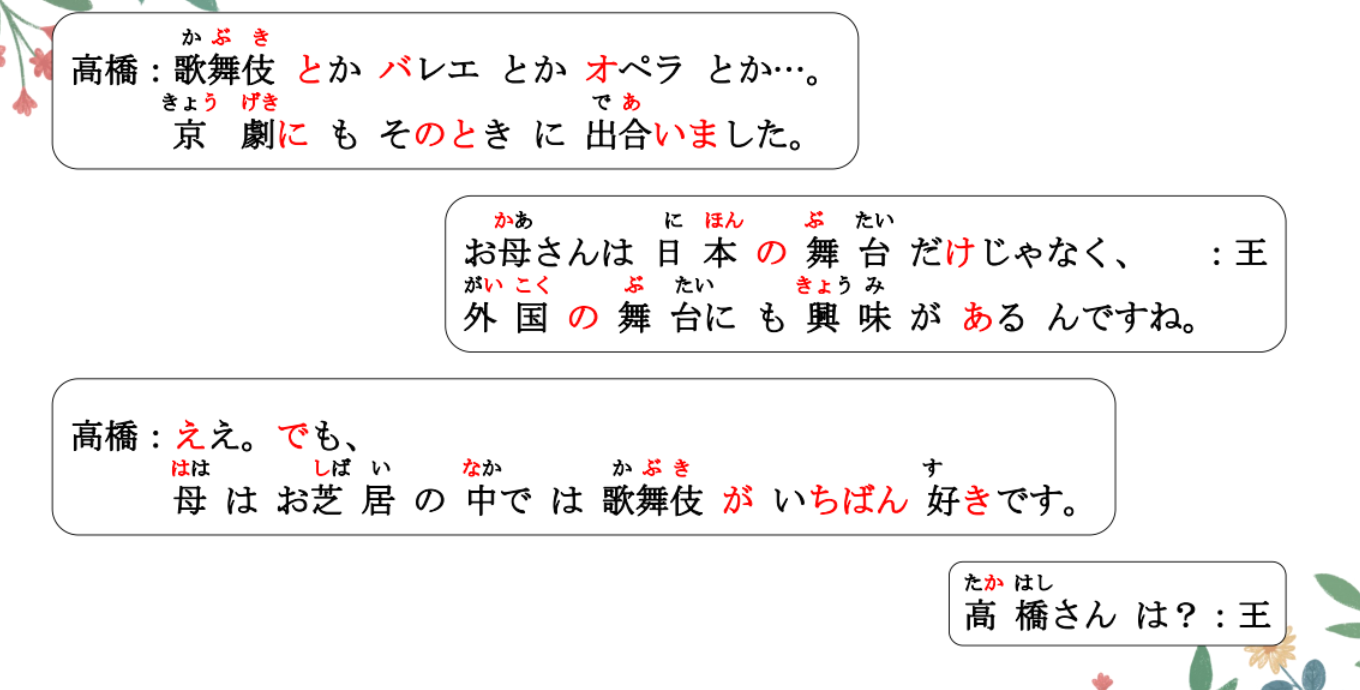 か ぶ き
高橋：歌舞伎 とか バレエ とか オペラ とか…。
きょう げき で あ
京 劇に も そのとき に 出合いました。
かあ に ほん ぶ たい
お母さんは 日 本 の 舞 台 だけじゃなく、 ：王
がい こく ぶ たい きょう み
外 国 の 舞 台に も 興 味 が ある んですね。
高橋：ええ。でも、
はは しば い なか か ぶ き す
母 は お芝 居 の 中で は 歌舞伎 が いちばん 好きです。
たか はし
高 橋さん は？：王